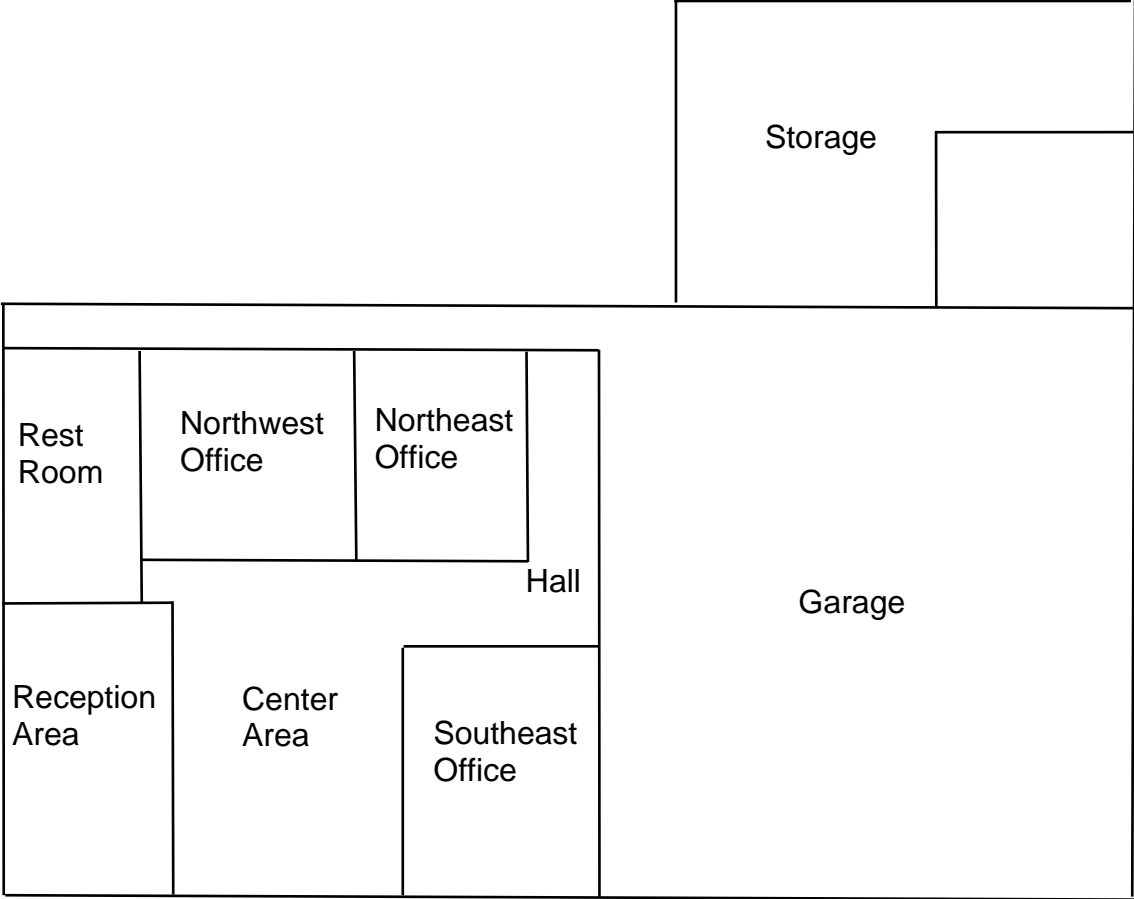 Storage
Rest
Room
Northwest
Office
Northeast
Office
Hall
Garage
Reception
Area
Center
Area
Southeast
Office